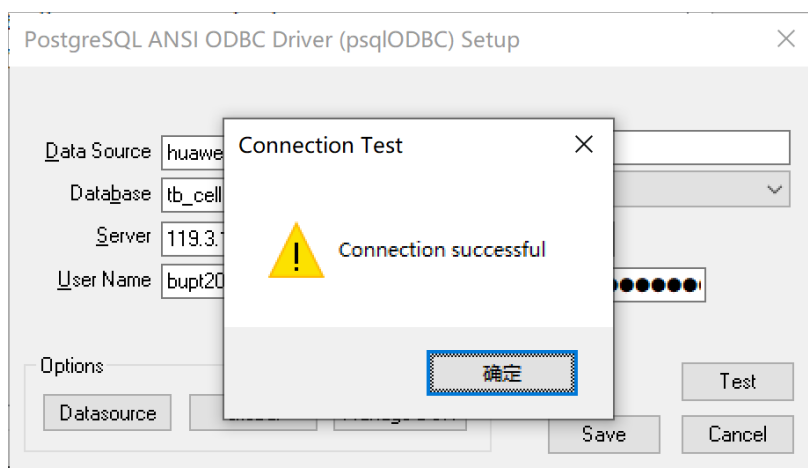 PostgreSQL ANSI ODBC Driver (psqlODBC) Setup
Data Source huawe
Connection Test
Database tb_cell
Server 119.3.
Connection successful
User Name bupt20
Options
确定
Test
Datasource
Save
Cancel